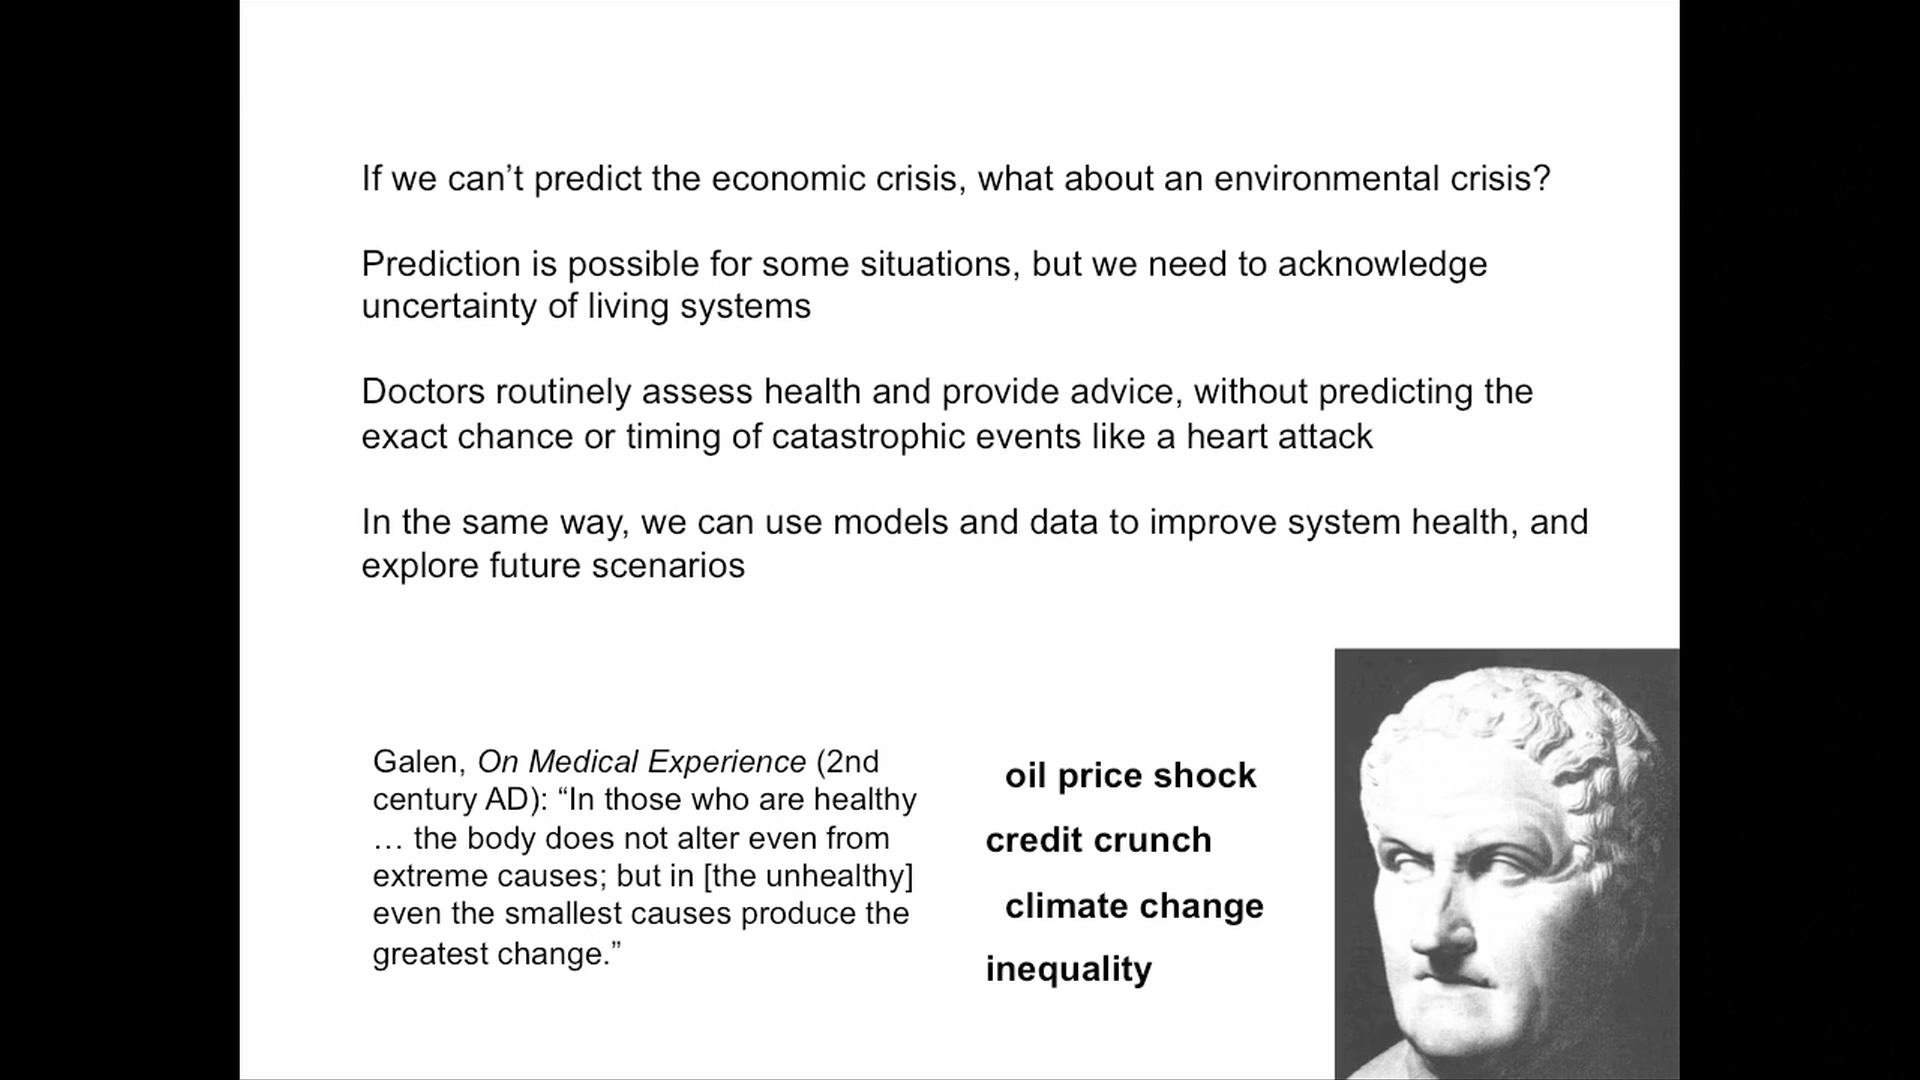 If we can’t predict the economic crisis, what about an environmental crisis?
Prediction is possible for some situations, but we need to acknowledge
uncertainty of living systems
Doctors routinely assess health and provide advice, without predicting the
exact chance or timing of catastrophic events like a heart attack
In the same way, we can use models and data to improve system health, and
explore future scenarios
Galen, On Medical Experience (2nd
century AD): “In those who are healthy
… the body does not alter even from
extreme causes; but in [the unhealthy]
even the smallest causes produce the
greatest change.”
oil price shock
credit crunch
climate change
inequality